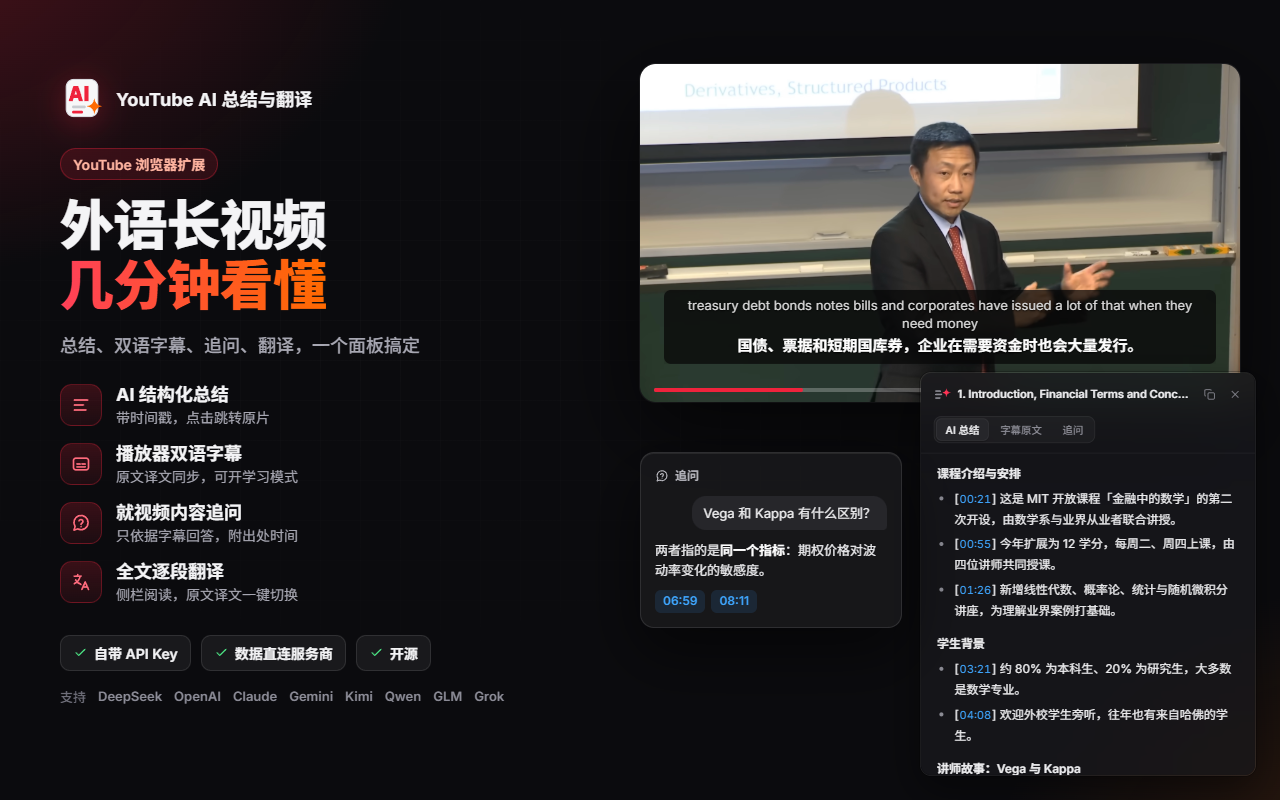 AI
YouTube AI 总结与翻译
YouTube 浏览器扩展
外语长视频
几分钟看懂
总结、双语字幕、追问、翻译，一个面板搞定
AI 结构化总结
带时间戳，点击跳转原片
播放器双语字幕
原文译文同步，可开学习模式
就视频内容追问
只依据字幕回答，附出处时间
全文逐段翻译
侧栏阅读，原文译文一键切换
自带 API Key
数据直连服务商
开源
支持 DeepSeek OpenAI Claude Gemini Kimi Qwen GLM Grok
Derivatives, Structured Products
treasury debt bonds notes bills and corporates have issued a lot of that when they
need money
国债、票据和短期国库券，企业在需要资金时也会大量发行。
追问
Vega 和 Kappa 有什么区别？
两者指的是同一个指标：期权价格对波
动率变化的敏感度。
06:59 08:11
1. Introduction, Financial Terms and Conc...
AI 总结 字幕原文 追问
课程介绍与安排
[00:21] 这是 MIT 开放课程「金融中的数学」的第二
次开设，由数学系与业界从业者联合讲授。
[00:55] 今年扩展为 12 学分，每周二、周四上课，由
四位讲师共同授课。
[01:26] 新增线性代数、概率论、统计与随机微积分
讲座，为理解业界案例打基础。
学生背景
[03:21] 约 80% 为本科生、20% 为研究生，大多数
是数学专业。
[04:08] 欢迎外校学生旁听，往年也有来自哈佛的学
生。
讲师故事：Vega 与 Kappa